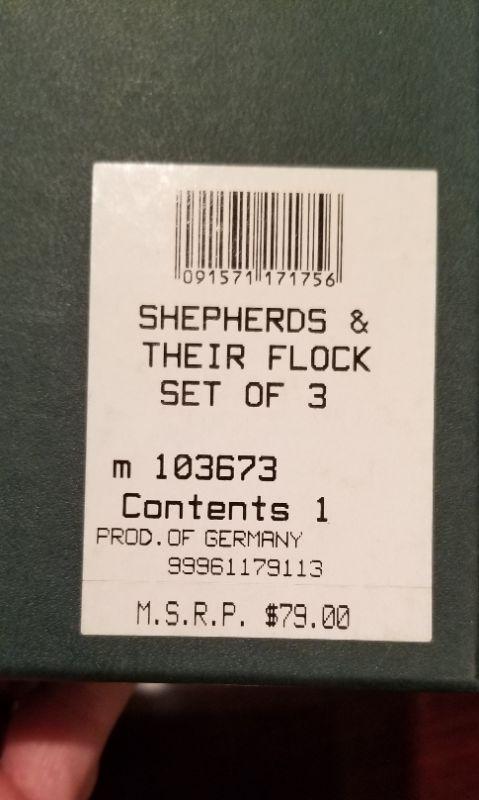 091571 171756
SHEPHERDS &
THEIR FLOCK
SET OF 3
m 103673
Contents 1
PROD. OF GERMANY
99961179113
M.S.R.P. $79.00